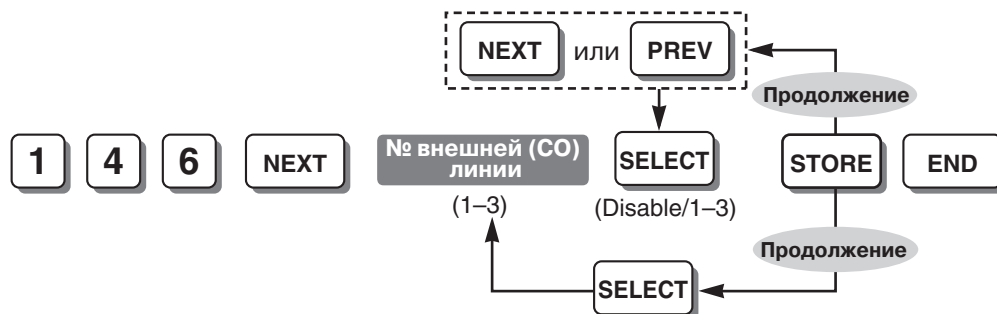 NEXT или PREV
Продолжение
1 4 6 NEXT № внешней (CO) линии SELECT STORE END
(1–3) (Disable/1–3)
Продолжение
SELECT